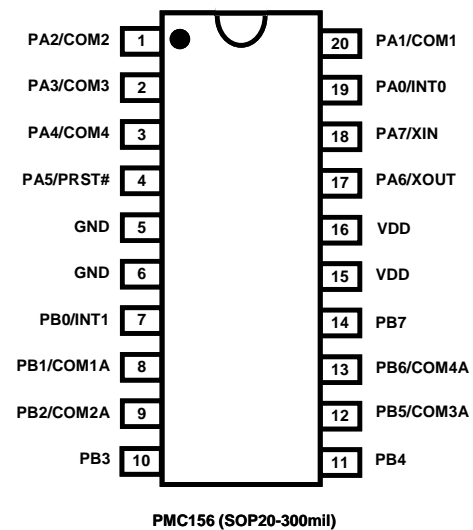 PA2/COM2 1 20 PA1/COM1
PA3/COM3 2 19 PA0/INT0
PA4/COM4 3 18 PA7/XIN
PA5/PRST# 4 17 PA6/XOUT
GND 5 16 VDD
GND 6 15 VDD
PB0/INT1 7 14 PB7
PB1/COM1A 8 13 PB6/COM4A
PB2/COM2A 9 12 PB5/COM3A
PB3 10 11 PB4
PMC156 (SOP20-300mil)